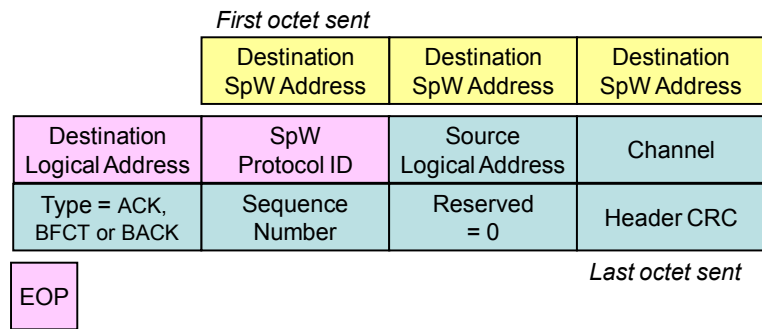 First octet sent
Destination
SpW Address
Destination
SpW Address
Destination
SpW Address
Destination
Logical Address
SpW
Protocol ID
Source
Logical Address
Channel
Type = ACK,
BFCT or BACK
Sequence
Number
Reserved
= 0
Header CRC
EOP
Last octet sent